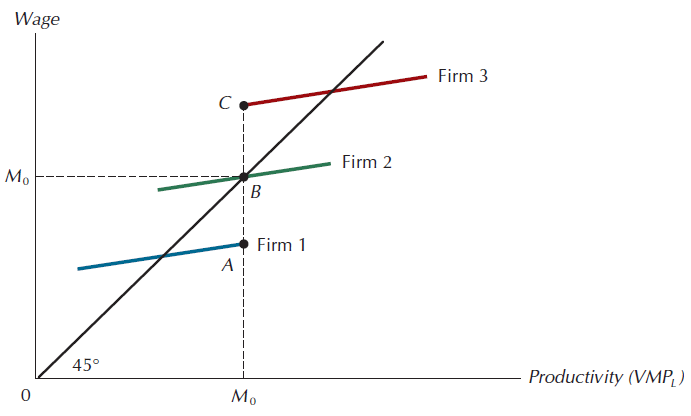 Wage
Firm 3
C
Firm 2
M₀
B
Firm 1
A
45°
Productivity (VMP_L)
0
M₀